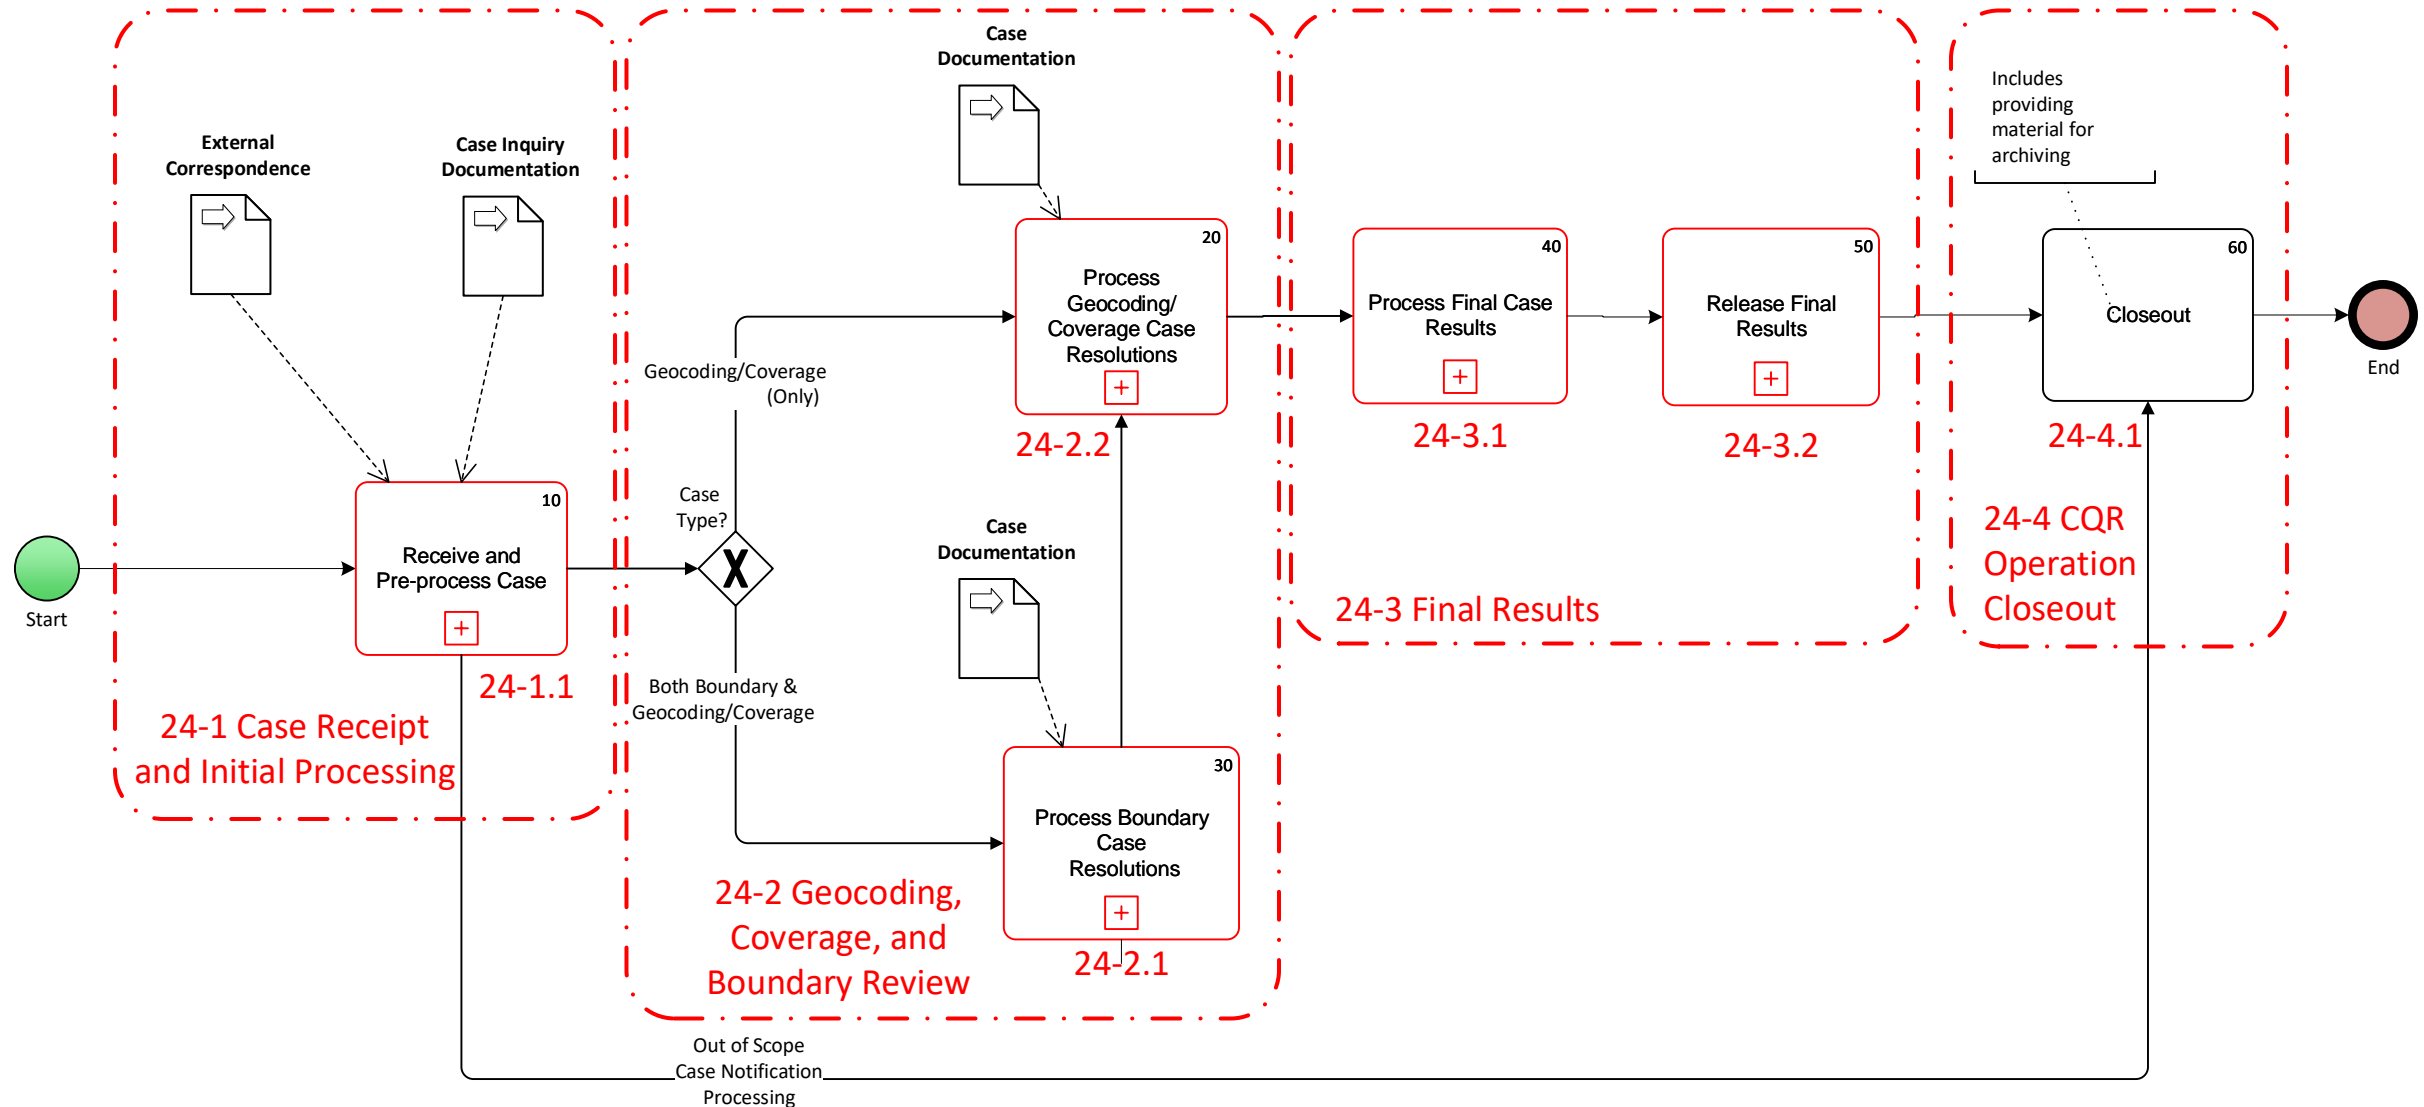 External
Correspondence
Case Inquiry
Documentation
Start
10
Receive and
Pre-process Case
24-1.1
24-1 Case Receipt
and Initial Processing
Case
Documentation
20
Process
Geocoding/
Coverage Case
Resolutions
24-2.2
Geocoding/Coverage
(Only)
Case
Type?
X
Both Boundary &
Geocoding/Coverage
Case
Documentation
30
Process Boundary
Case
Resolutions
24-2.1
24-2 Geocoding,
Coverage, and
Boundary Review
40
Process Final Case
Results
24-3.1
50
Release Final
Results
24-3.2
24-3 Final Results
Includes
providing
material for
archiving
60
Closeout
24-4.1
24-4 CQR
Operation
Closeout
End
Out of Scope
Case Notification
Processing